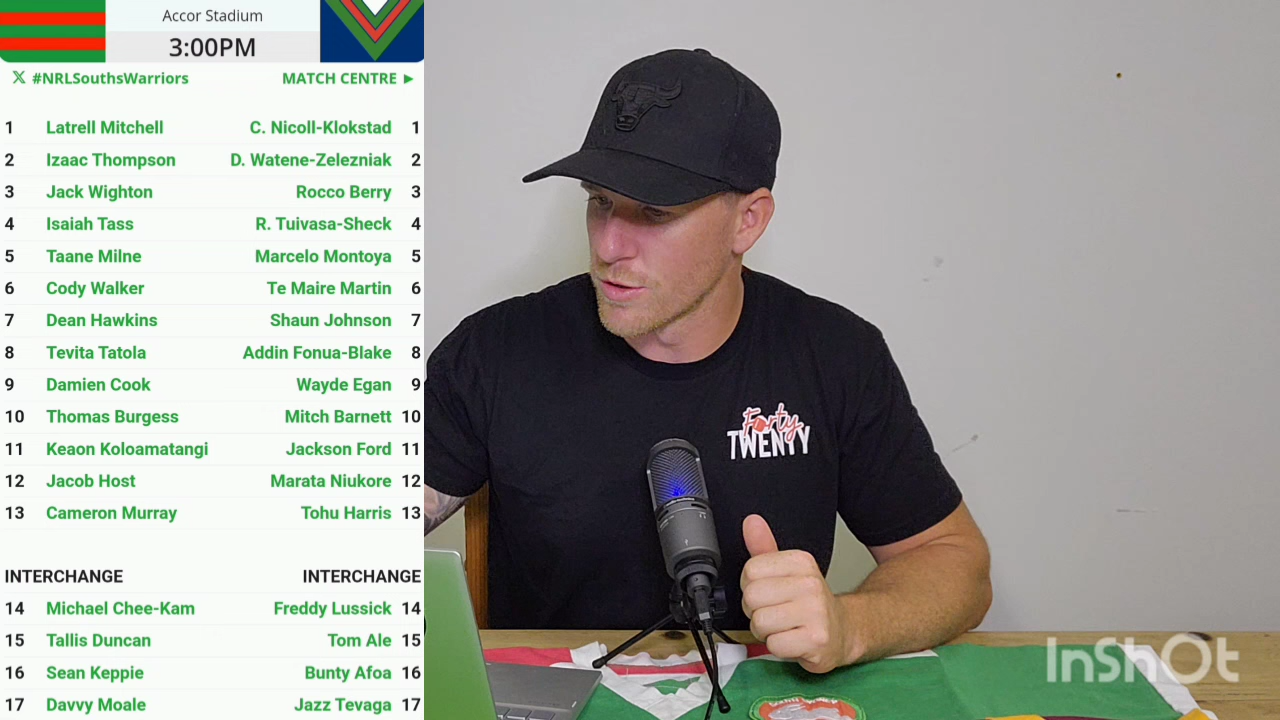 Accor Stadium
3:00PM
X #NRLSouthsWarriors MATCH CENTRE ►
1 Latrell Mitchell C. Nicoll-Klokstad 1
2 Izaac Thompson D. Watene-Zelezniak 2
3 Jack Wighton Rocco Berry 3
4 Isaiah Tass R. Tuivasa-Sheck 4
5 Taane Milne Marcelo Montoya 5
6 Cody Walker Te Maire Martin 6
7 Dean Hawkins Shaun Johnson 7
8 Tevita Tatola Addin Fonua-Blake 8
9 Damien Cook Wayde Egan 9
10 Thomas Burgess Mitch Barnett 10
11 Keaon Koloamatangi Jackson Ford 11
12 Jacob Host Marata Niukore 12
13 Cameron Murray Tohu Harris 13
INTERCHANGE INTERCHANGE
14 Michael Chee-Kam Freddy Lussick 14
15 Tallis Duncan Tom Ale 15
16 Sean Keppie Bunty Afoa 16
17 Davvy Moale Jazz Tevaga 17
Forty
TWENTY
InShOt